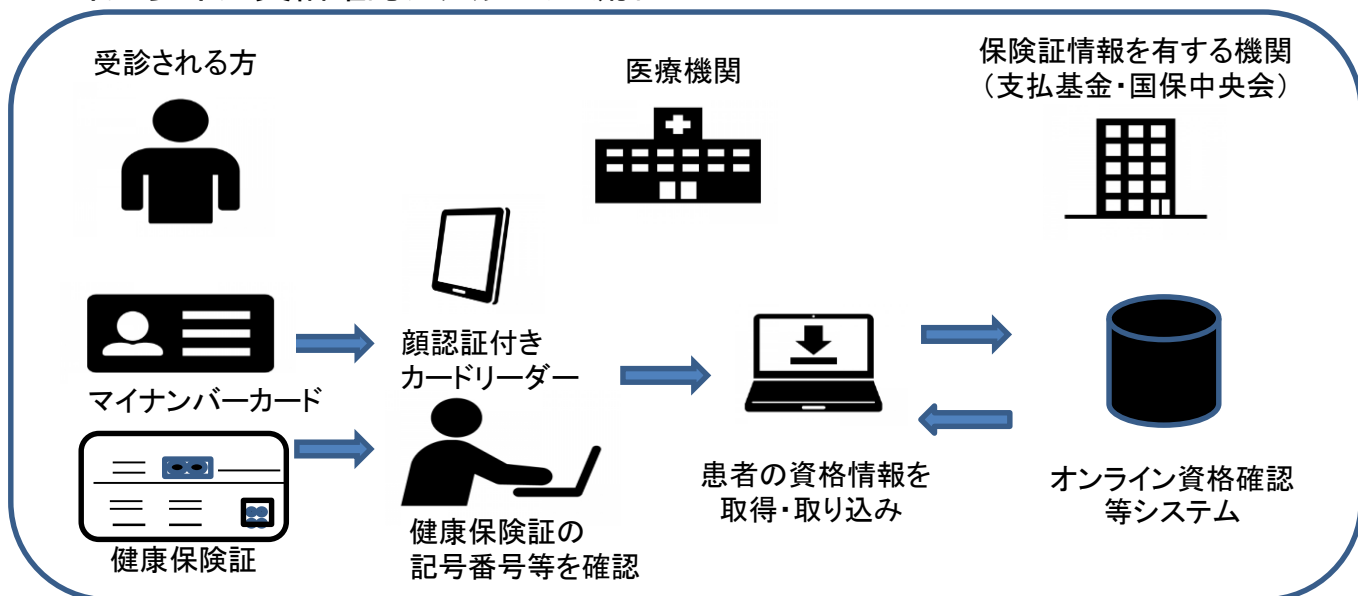 受診される方
医療機関
保険証情報を有する機関
（支払基金・国保中央会）
マイナンバーカード
顔認証付き
カードリーダー
健康保険証
健康保険証の
記号番号等を確認
患者の資格情報を
取得・取り込み
オンライン資格確認
等システム